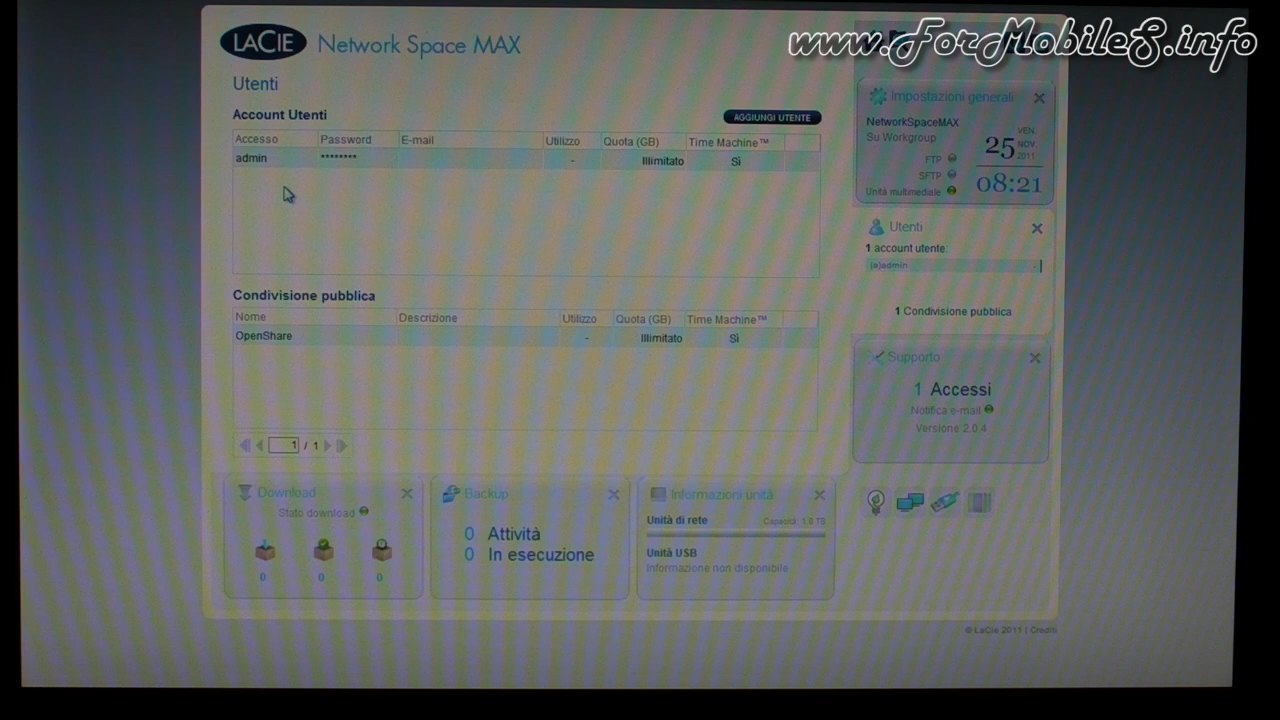 www.ForMobileS.info
LACIE Network Space MAX
Utenti
Account Utenti
AGGIUNGI UTENTE
Accesso Password E-mail Utilizzo Quota (GB) Time Machine™
admin ******** - Illimitato Sì
Condivisione pubblica
Nome Descrizione Utilizzo Quota (GB) Time Machine™
OpenShare - Illimitato Sì
1 / 1
Download
Stato download
0 0 0
Backup
0 Attività
0 In esecuzione
Informazioni unità
Unità di rete Capacità: 1.8 TB
Unità USB
Informazione non disponibile
Impostazioni generali
NetworkSpaceMAX
Su Workgroup
FTP
SFTP
Unità multimediale
25 VEN. NOV. 2011
08:21
Utenti
1 account utente
(a)admin -
1 Condivisione pubblica
Supporto
1 Accessi
Notifica e-mail
Versione 2.0.4
© LaCie 2011 | Crediti